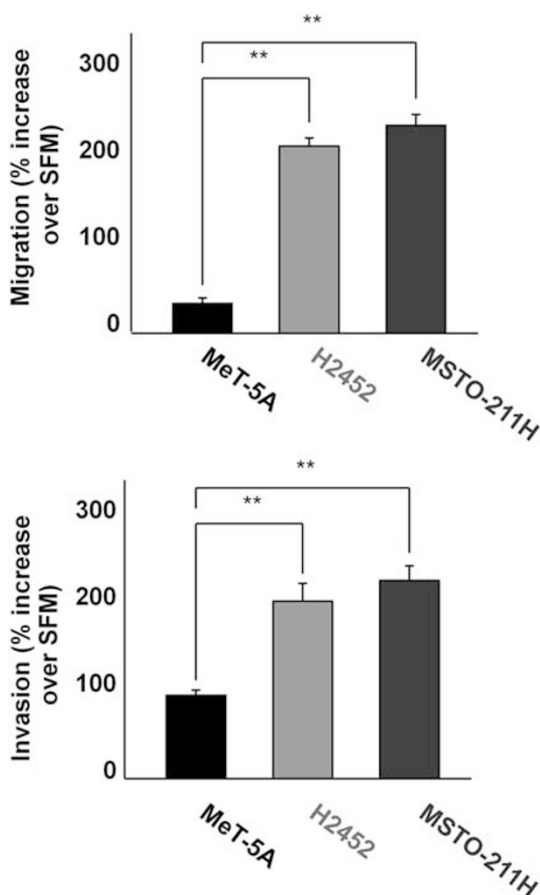 **
**
300
200
100
0
Migration (% increase
over SFM)
MeT-5A
H2452
MSTO-211H
**
**
300
200
100
0
Invasion (% increase
over SFM)
MeT-5A
H2452
MSTO-211H